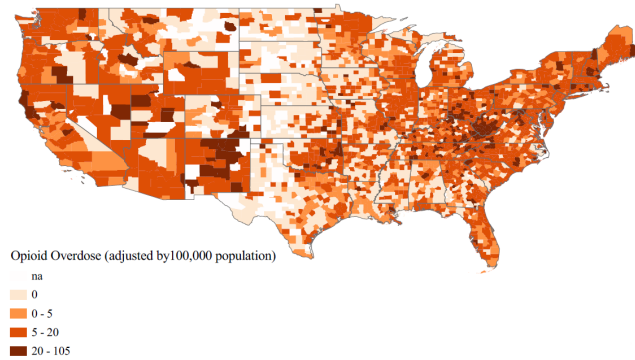 Opioid Overdose (adjusted by100,000 population)
na
0
0 - 5
5 - 20
20 - 105